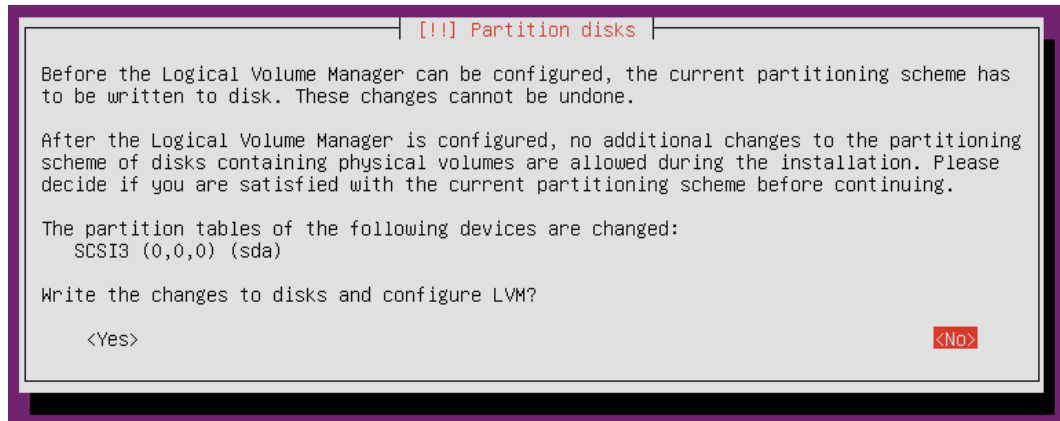 [!!] Partition disks
Before the Logical Volume Manager can be configured, the current partitioning scheme has
to be written to disk. These changes cannot be undone.
After the Logical Volume Manager is configured, no additional changes to the partitioning
scheme of disks containing physical volumes are allowed during the installation. Please
decide if you are satisfied with the current partitioning scheme before continuing.
The partition tables of the following devices are changed:
SCSI3 (0,0,0) (sda)
Write the changes to disks and configure LVM?
<Yes> <No>